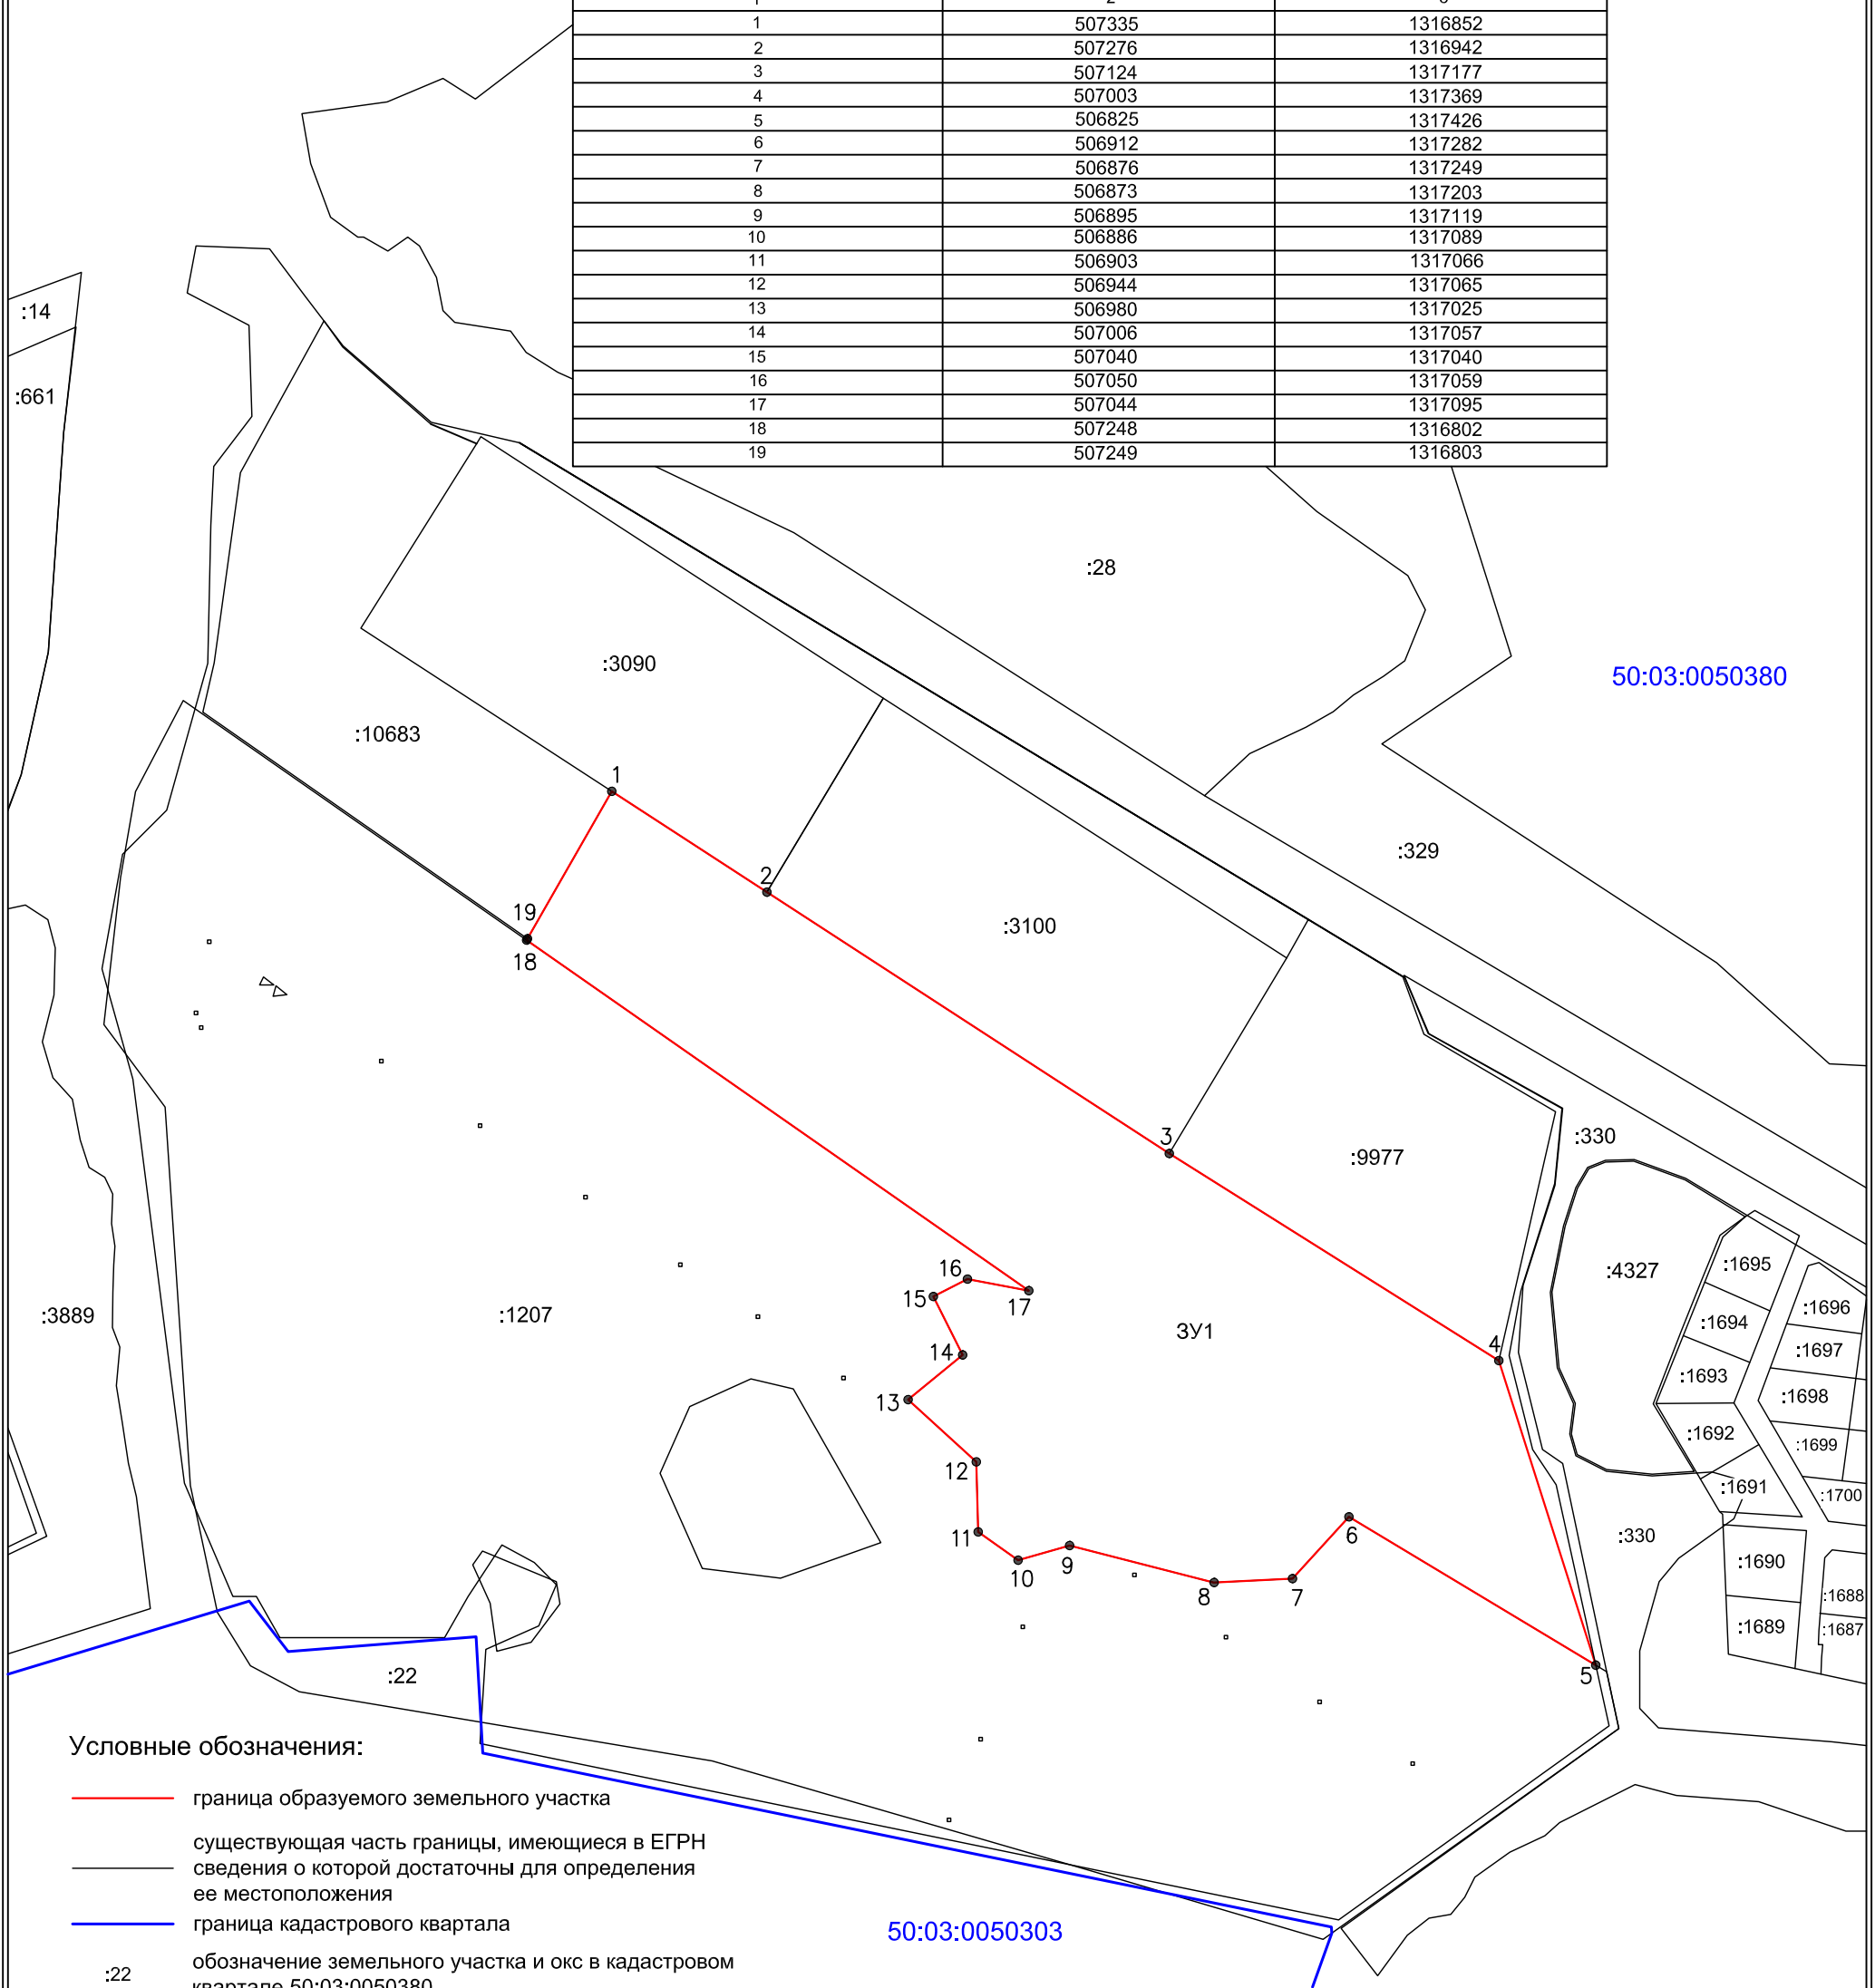 1 2 3
1 507335 1316852
2 507276 1316942
3 507124 1317177
4 507003 1317369
5 506825 1317426
6 506912 1317282
7 506876 1317249
8 506873 1317203
9 506895 1317119
10 506886 1317089
11 506903 1317066
12 506944 1317065
13 506980 1317025
14 507006 1317057
15 507040 1317040
16 507050 1317059
17 507044 1317095
18 507248 1316802
19 507249 1316803
:14
:661
:28
:3090
50:03:0050380
:10683
1
:329
2
19
:3100
18
3
:330
:9977
:1695
:4327
16
15
17
:1696
:3889
:1207
:1694
ЗУ1
4
:1697
14
:1693
13
:1698
:1692
:1699
12
:1691
:1700
6
11
:330
9
10
:1690
8
7
:1688
:1689
:1687
:22
5
Условные обозначения:
граница образуемого земельного участка
существующая часть границы, имеющиеся в ЕГРН
сведения о которой достаточны для определения
ее местоположения
граница кадастрового квартала
50:03:0050303
:22 обозначение земельного участка и окс в кадастровом
квартале 50:03:0050380